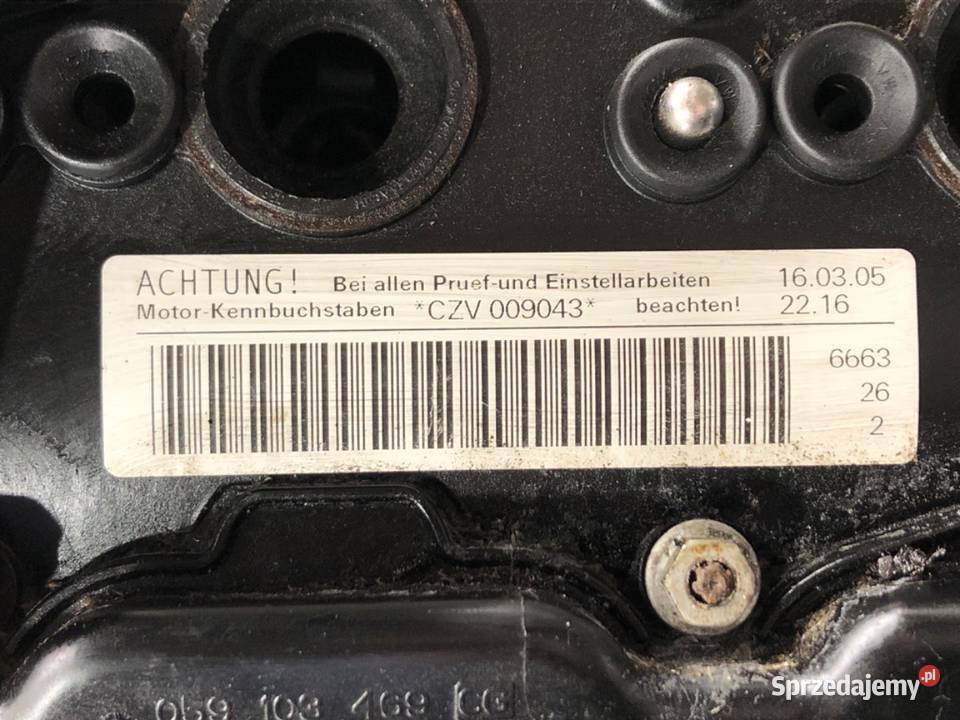 ACHTUNG! Bei allen Pruef-und Einstellarbeiten 16.03.05
Motor-Kennbuchstaben *CZV 009043* beachten! 22.16
6663
26
2
059 103 469 CG
Sprzedajemy.pl